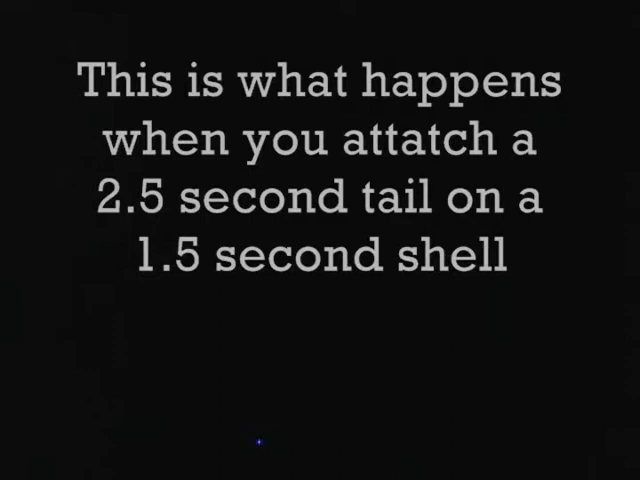 This is what happens
when you attatch a
2.5 second tail on a
1.5 second shell